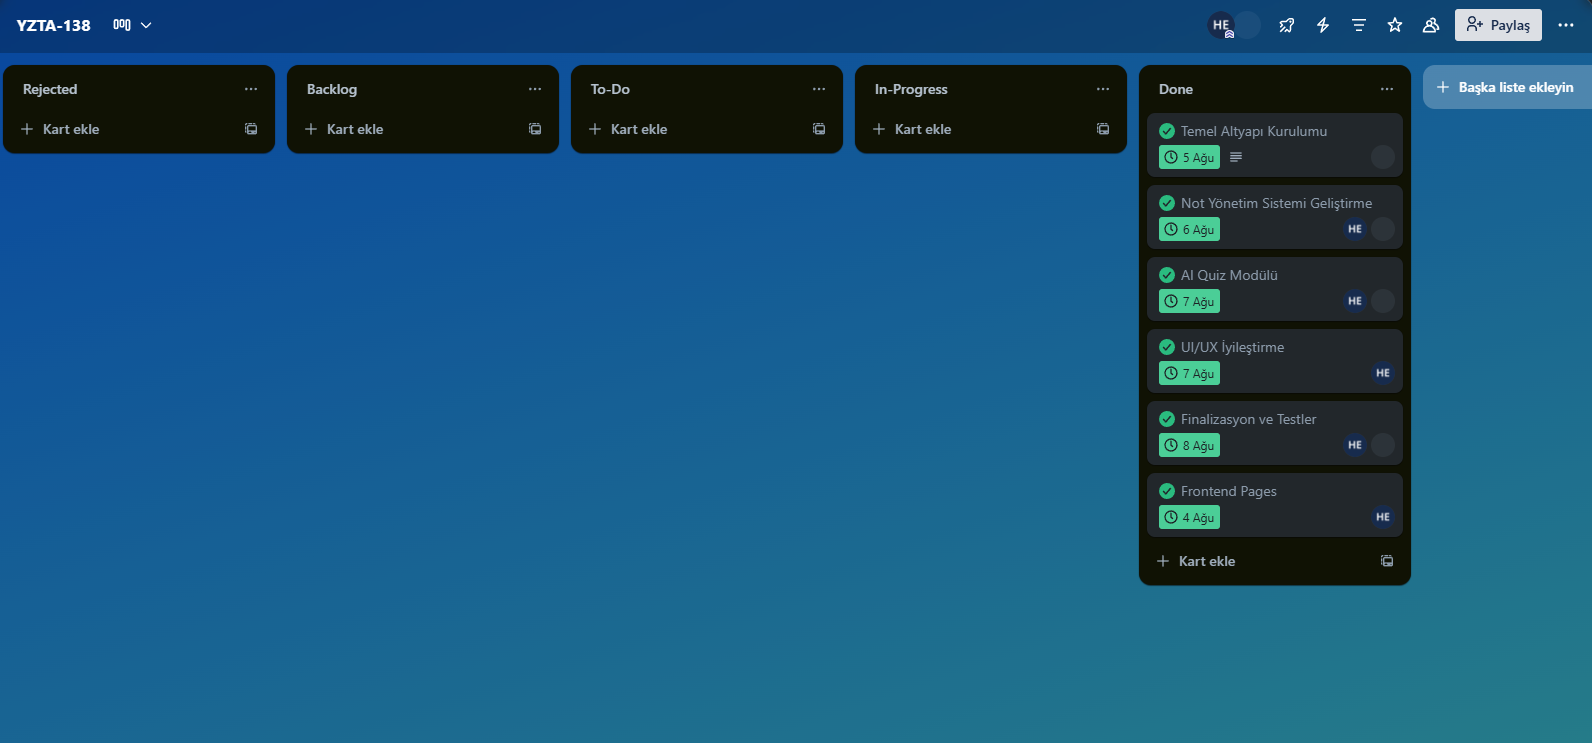 YZTA-138
HE
Paylaş
Rejected
Kart ekle
Backlog
Kart ekle
To-Do
Kart ekle
In-Progress
Kart ekle
Done
Temel Altyapı Kurulumu
5 Ağu
Not Yönetim Sistemi Geliştirme
6 Ağu
HE
AI Quiz Modülü
7 Ağu
HE
UI/UX İyileştirme
7 Ağu
HE
Finalizasyon ve Testler
8 Ağu
HE
Frontend Pages
4 Ağu
HE
Kart ekle
Başka liste ekleyin